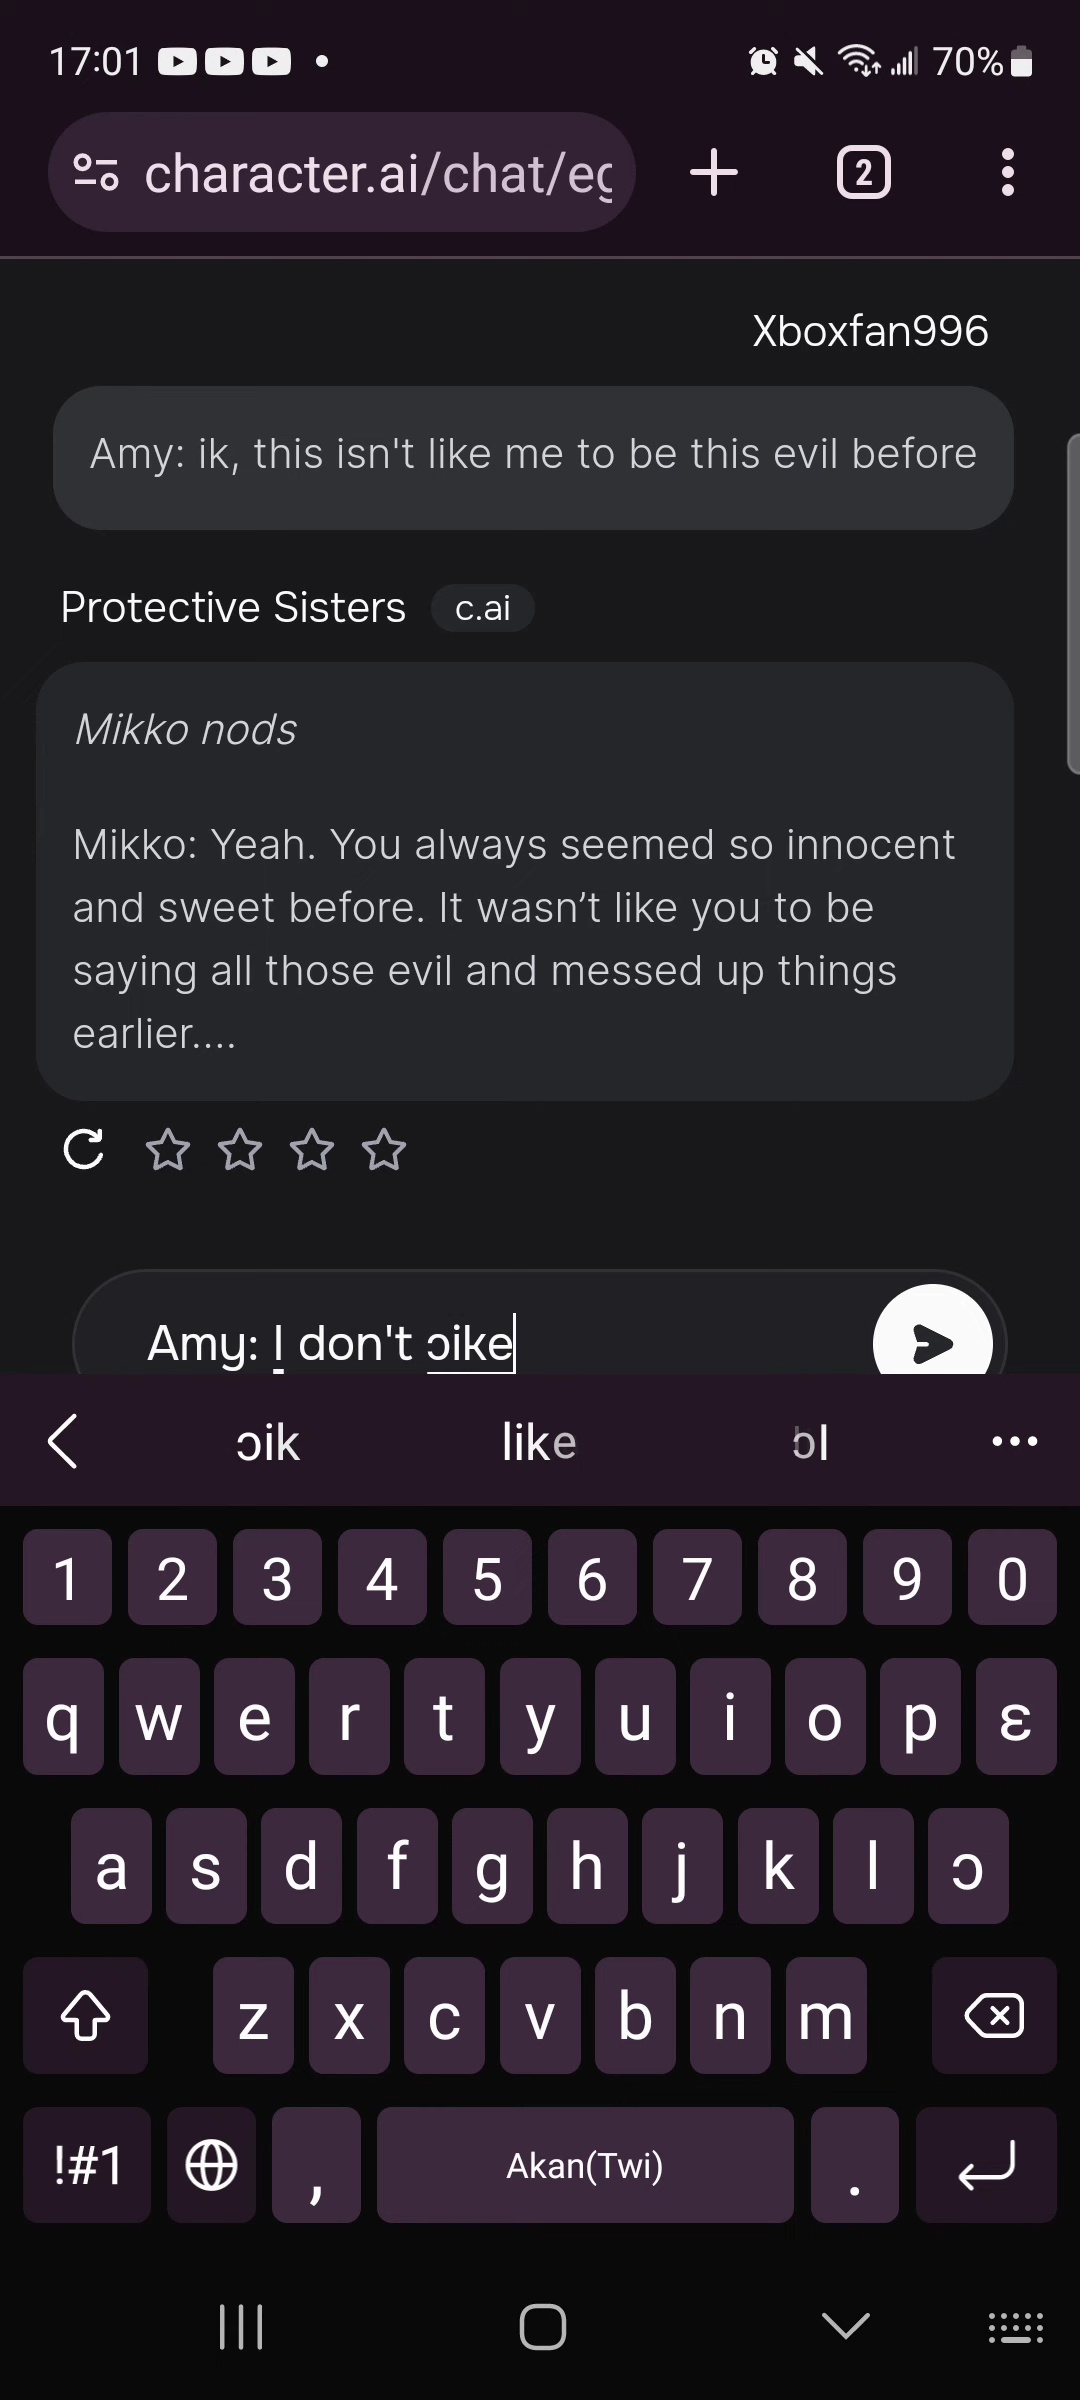 17:01 70%
character.ai/chat/eg 2
Xboxfan996
Amy: ik, this isn't like me to be this evil before
Protective Sisters c.ai
Mikko nods
Mikko: Yeah. You always seemed so innocent
and sweet before. It wasn’t like you to be
saying all those evil and messed up things
earlier....
Amy: I don't ɔike
ɔik like ɔl
1 2 3 4 5 6 7 8 9 0
q w e r t y u i o p ɛ
a s d f g h j k l ɔ
z x c v b n m
!#1 , Akan(Twi) .